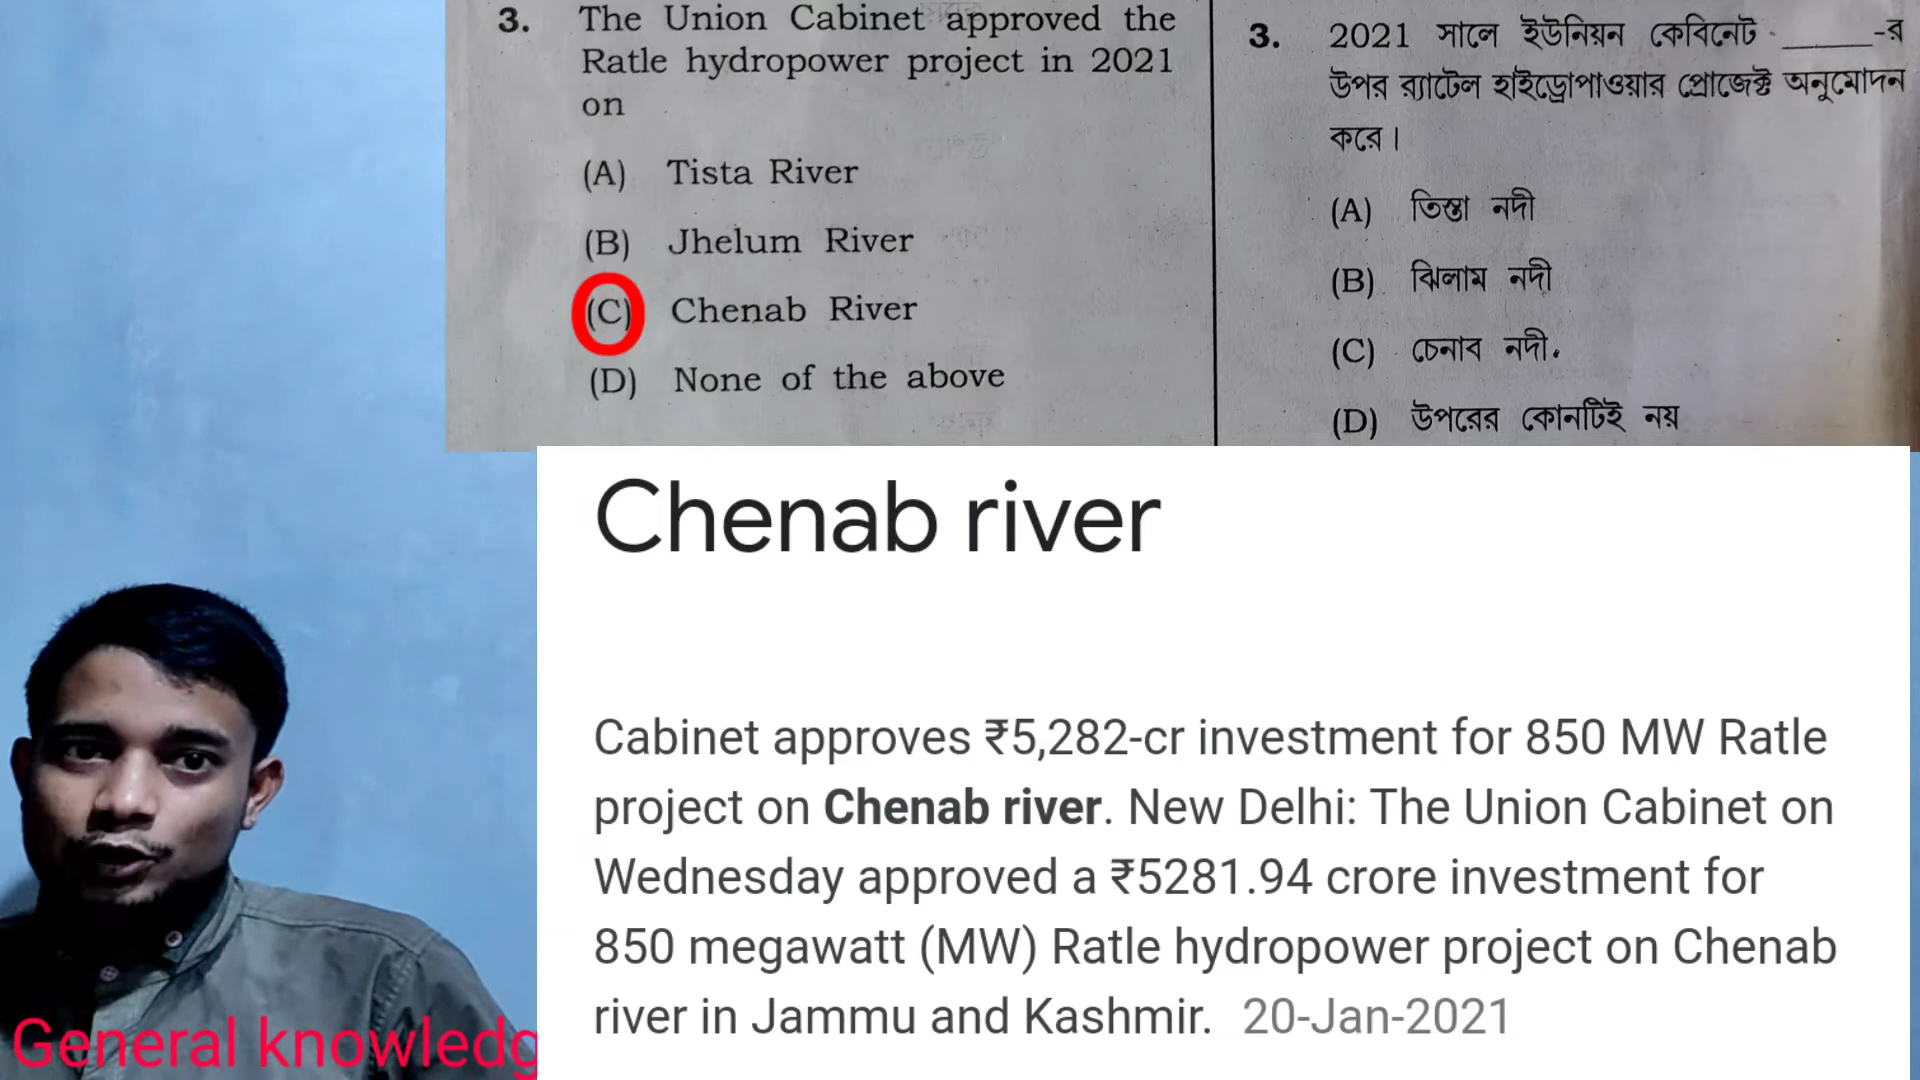 3. The Union Cabinet approved the
Ratle hydropower project in 2021
on
(A) Tista River
(B) Jhelum River
(C) Chenab River
(D) None of the above
3. 2021 সালে ইউনিয়ন কেবিনেট _____-র
উপর র‍্যাটেল হাইড্রোপাওয়ার প্রোজেক্ট অনুমোদন
করে।
(A) তিস্তা নদী
(B) ঝিলাম নদী
(C) চেনাব নদী.
(D) উপরের কোনটিই নয়
Chenab river
Cabinet approves ₹5,282-cr investment for 850 MW Ratle
project on Chenab river. New Delhi: The Union Cabinet on
Wednesday approved a ₹5281.94 crore investment for
850 megawatt (MW) Ratle hydropower project on Chenab
river in Jammu and Kashmir. 20-Jan-2021
General knowledg